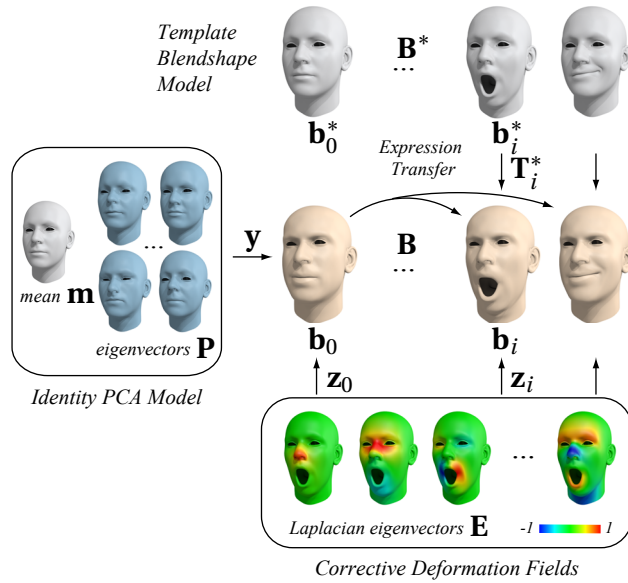 Template
Blendshape
Model
B*
...
b*0
b*i
Expression
Transfer
T*i
y
B
...
...
mean m
eigenvectors P
b0
bi
Identity PCA Model
z0
zi
...
Laplacian eigenvectors E
-1
1
Corrective Deformation Fields